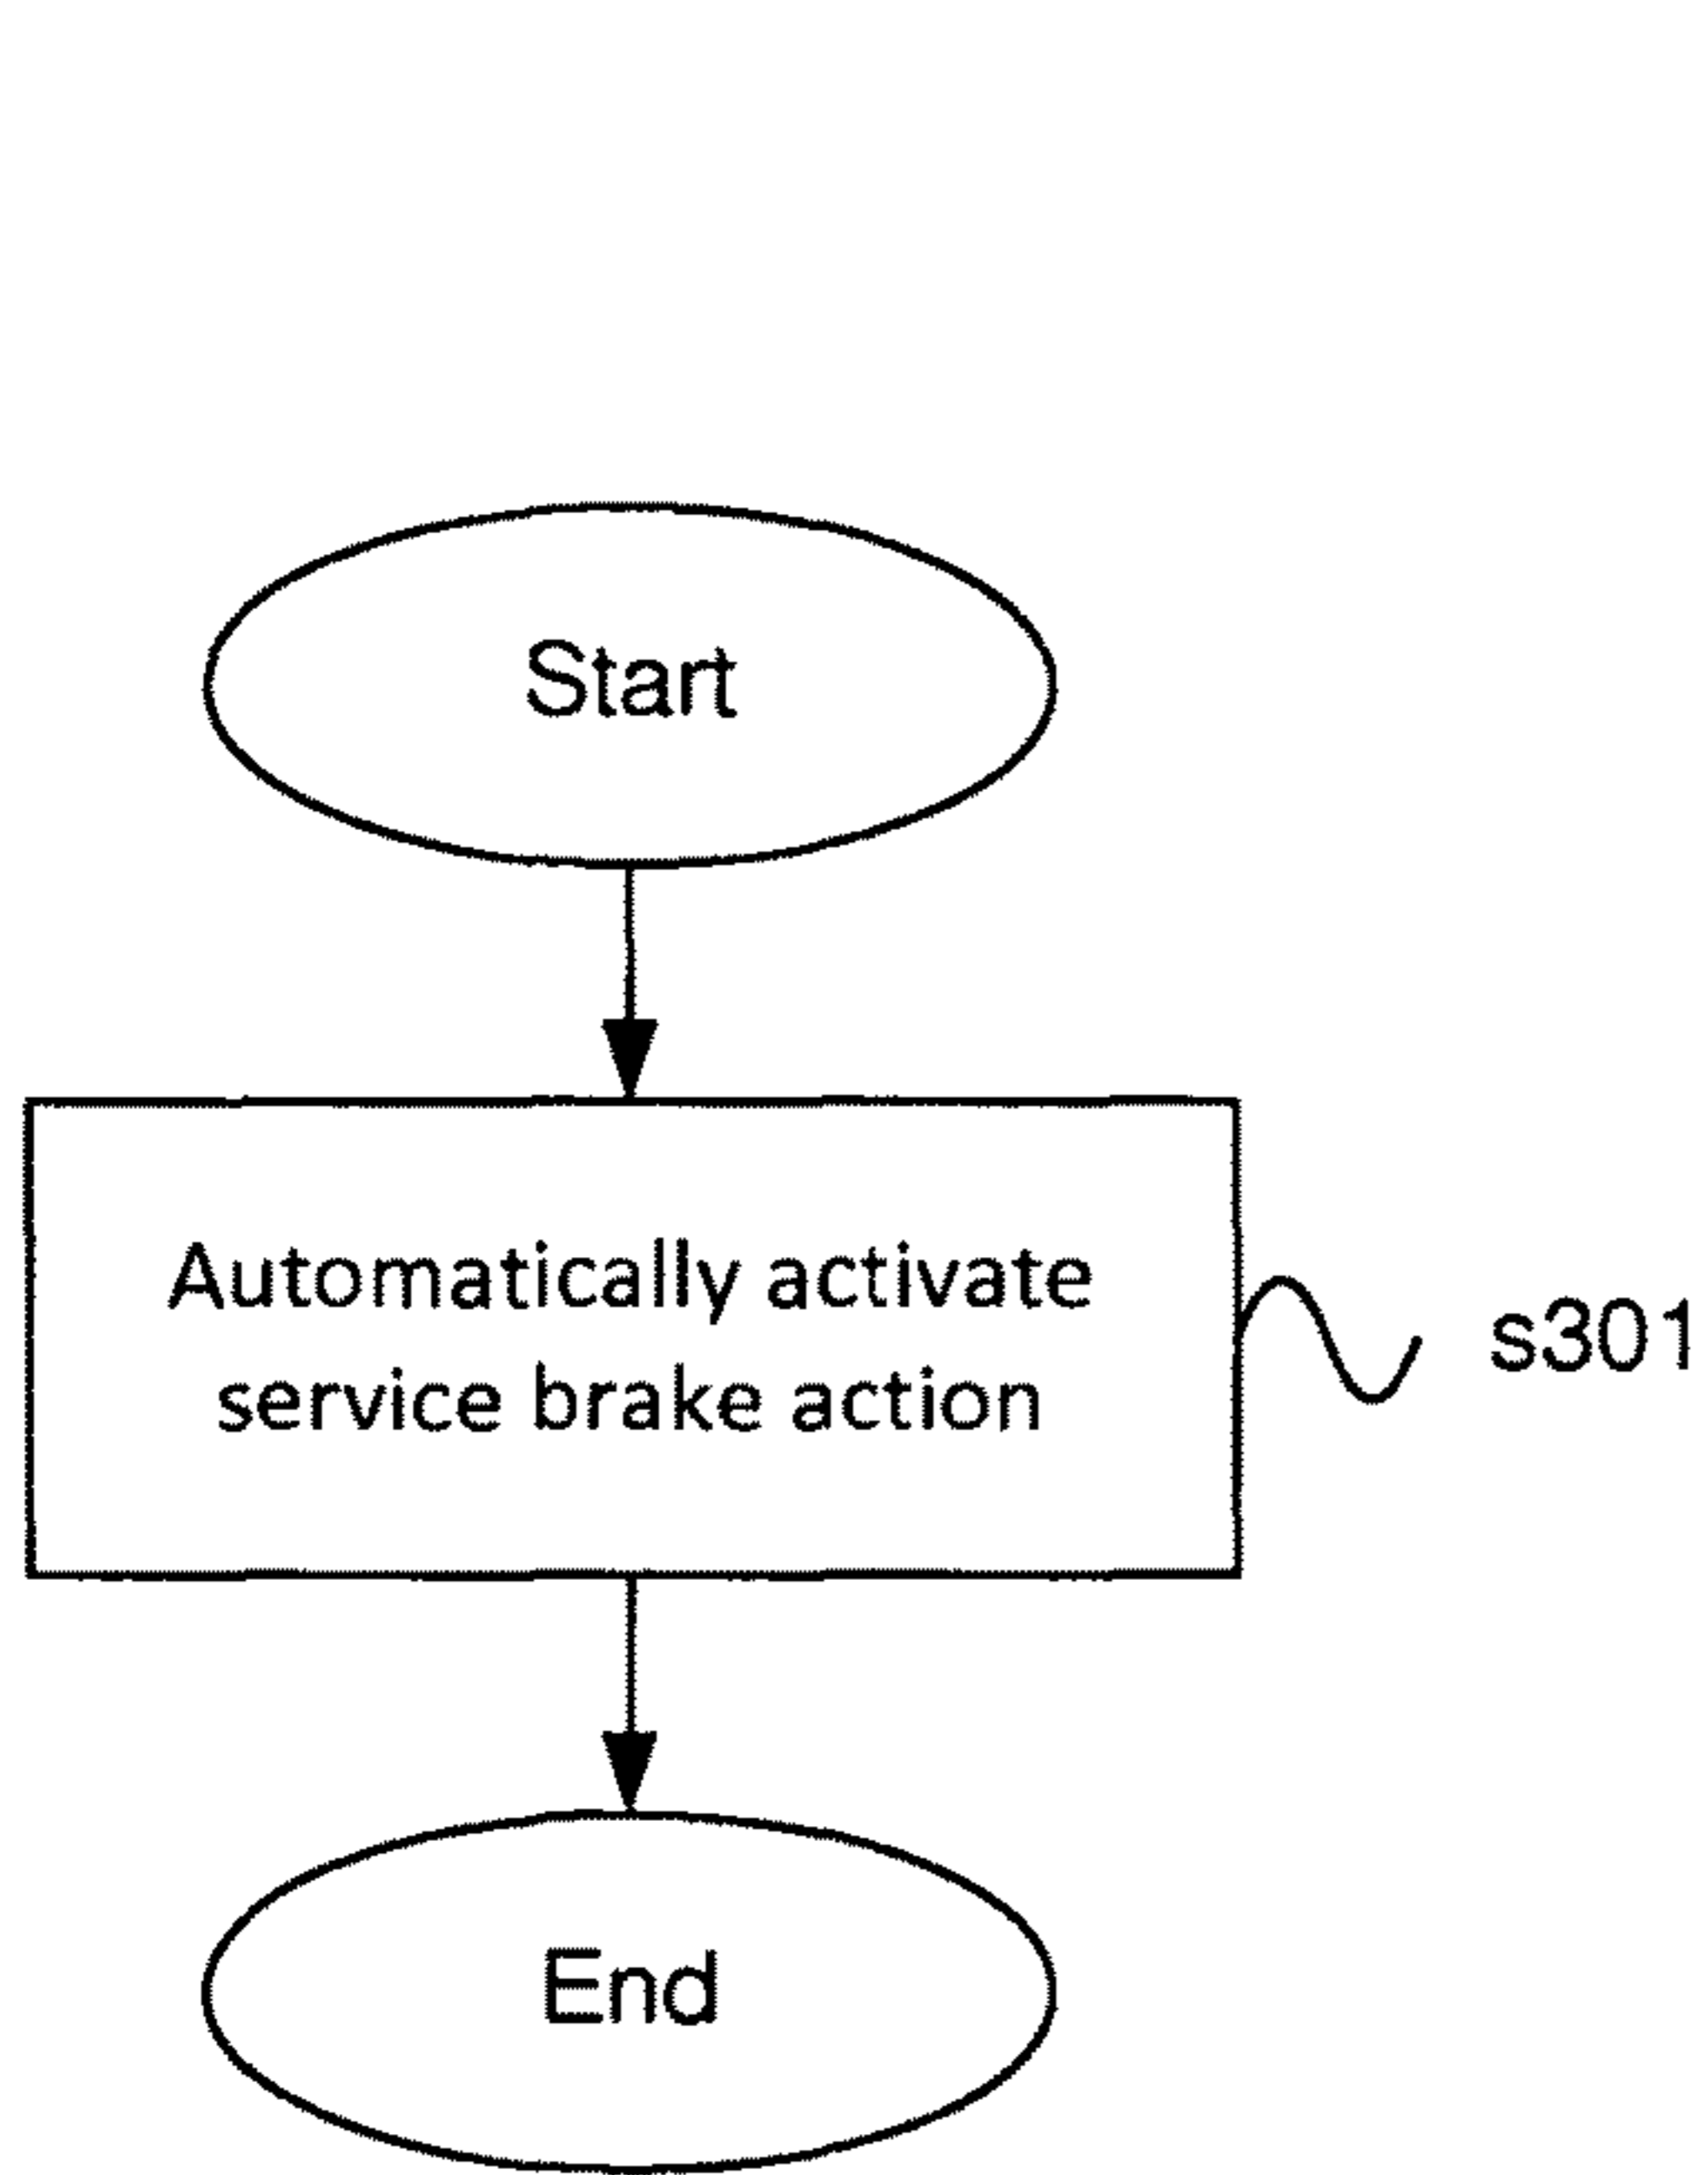 Start
Automatically activate
service brake action
s301
End